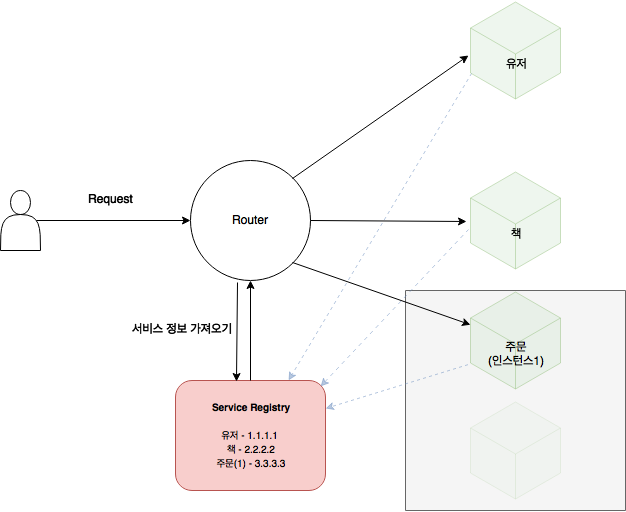 유저
Request
Router
책
서비스 정보 가져오기
주문
(인스턴스1)
Service Registry
유저 - 1.1.1.1
책 - 2.2.2.2
주문(1) - 3.3.3.3